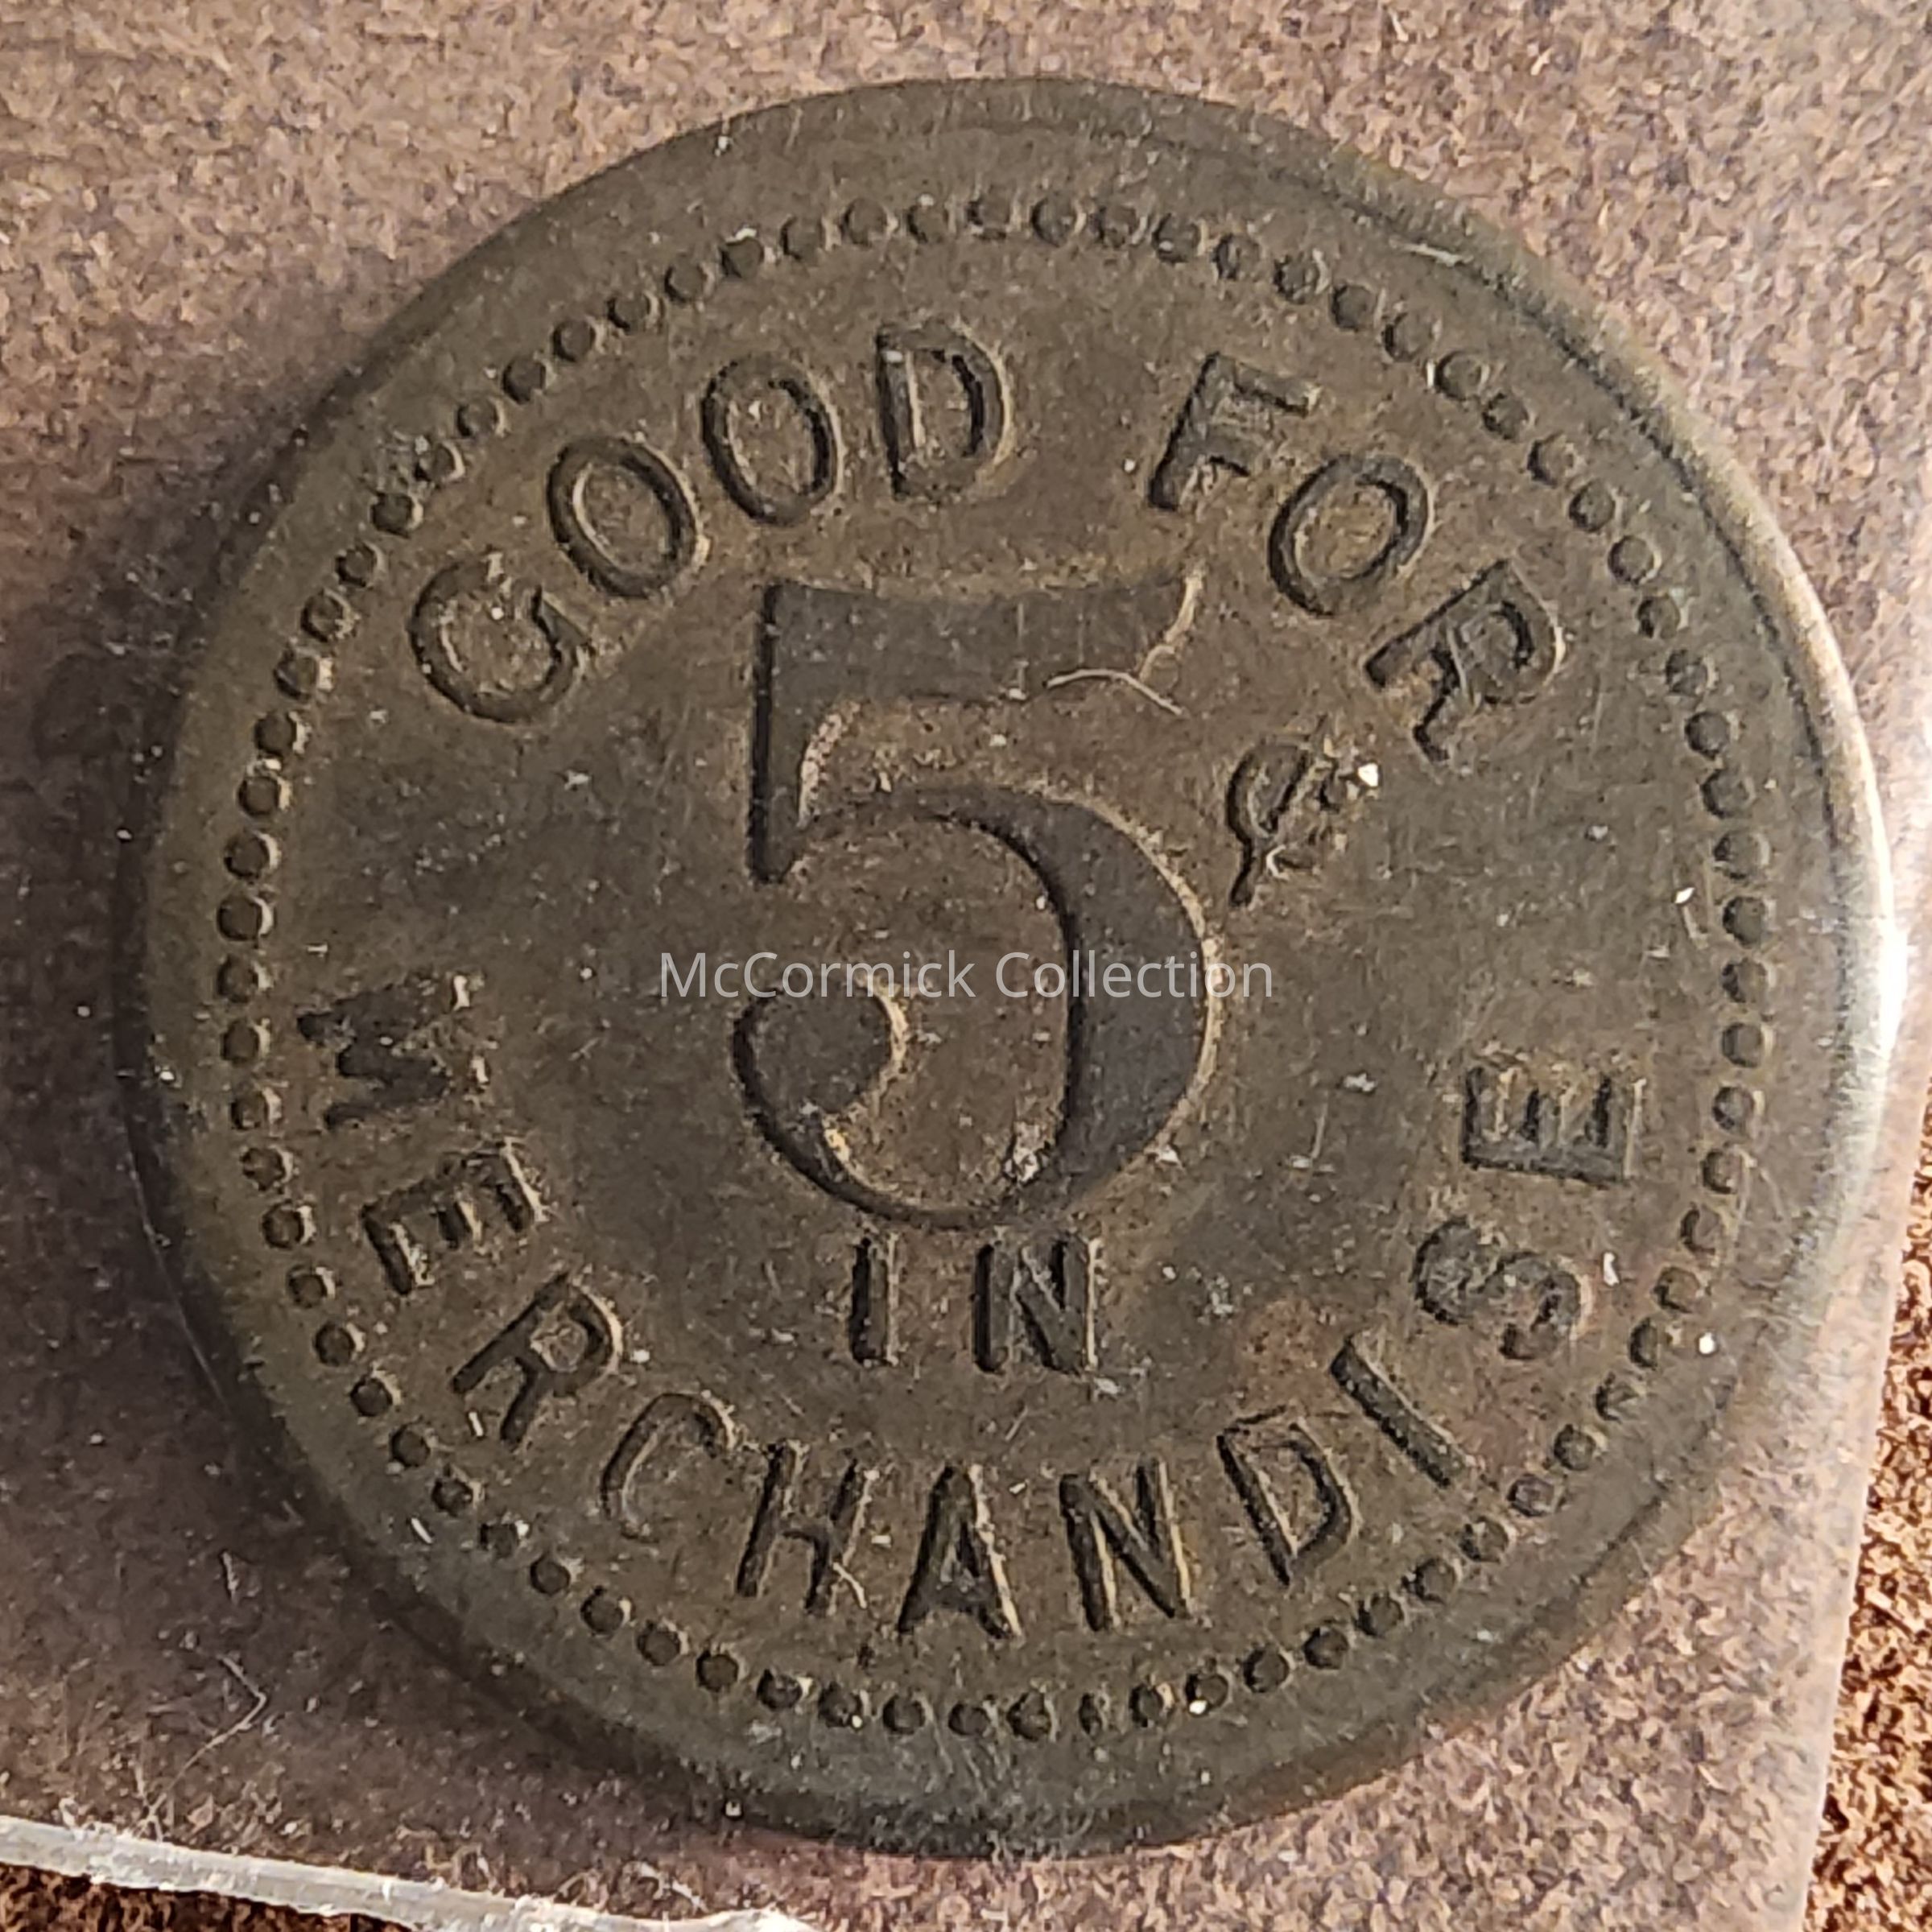 GOOD FOR
5¢
McCormick Collection
IN
MERCHANDISE